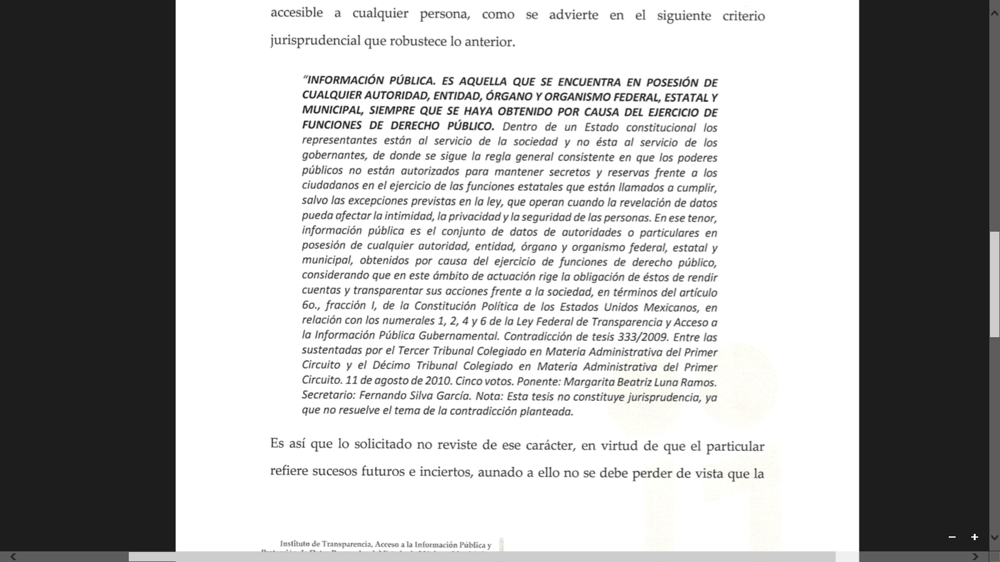 accesible a cualquier persona, como se advierte en el siguiente criterio
jurisprudencial que robustece lo anterior.
“INFORMACIÓN PÚBLICA. ES AQUELLA QUE SE ENCUENTRA EN POSESIÓN DE
CUALQUIER AUTORIDAD, ENTIDAD, ÓRGANO Y ORGANISMO FEDERAL, ESTATAL Y
MUNICIPAL, SIEMPRE QUE SE HAYA OBTENIDO POR CAUSA DEL EJERCICIO DE
FUNCIONES DE DERECHO PÚBLICO. Dentro de un Estado constitucional los
representantes están al servicio de la sociedad y no ésta al servicio de los
gobernantes, de donde se sigue la regla general consistente en que los poderes
públicos no están autorizados para mantener secretos y reservas frente a los
ciudadanos en el ejercicio de las funciones estatales que están llamados a cumplir,
salvo las excepciones previstas en la ley, que operan cuando la revelación de datos
pueda afectar la intimidad, la privacidad y la seguridad de las personas. En ese tenor,
información pública es el conjunto de datos de autoridades o particulares en
posesión de cualquier autoridad, entidad, órgano y organismo federal, estatal y
municipal, obtenidos por causa del ejercicio de funciones de derecho público,
considerando que en este ámbito de actuación rige la obligación de éstos de rendir
cuentas y transparentar sus acciones frente a la sociedad, en términos del artículo
6o., fracción I, de la Constitución Política de los Estados Unidos Mexicanos, en
relación con los numerales 1, 2, 4 y 6 de la Ley Federal de Transparencia y Acceso a
la Información Pública Gubernamental. Contradicción de tesis 333/2009. Entre las
sustentadas por el Tercer Tribunal Colegiado en Materia Administrativa del Primer
Circuito y el Décimo Tribunal Colegiado en Materia Administrativa del Primer
Circuito. 11 de agosto de 2010. Cinco votos. Ponente: Margarita Beatriz Luna Ramos.
Secretario: Fernando Silva García. Nota: Esta tesis no constituye jurisprudencia, ya
que no resuelve el tema de la contradicción planteada.
Es así que lo solicitado no reviste de ese carácter, en virtud de que el particular
refiere sucesos futuros e inciertos, aunado a ello no se debe perder de vista que la
Instituto de Transparencia, Acceso a la Información Pública y